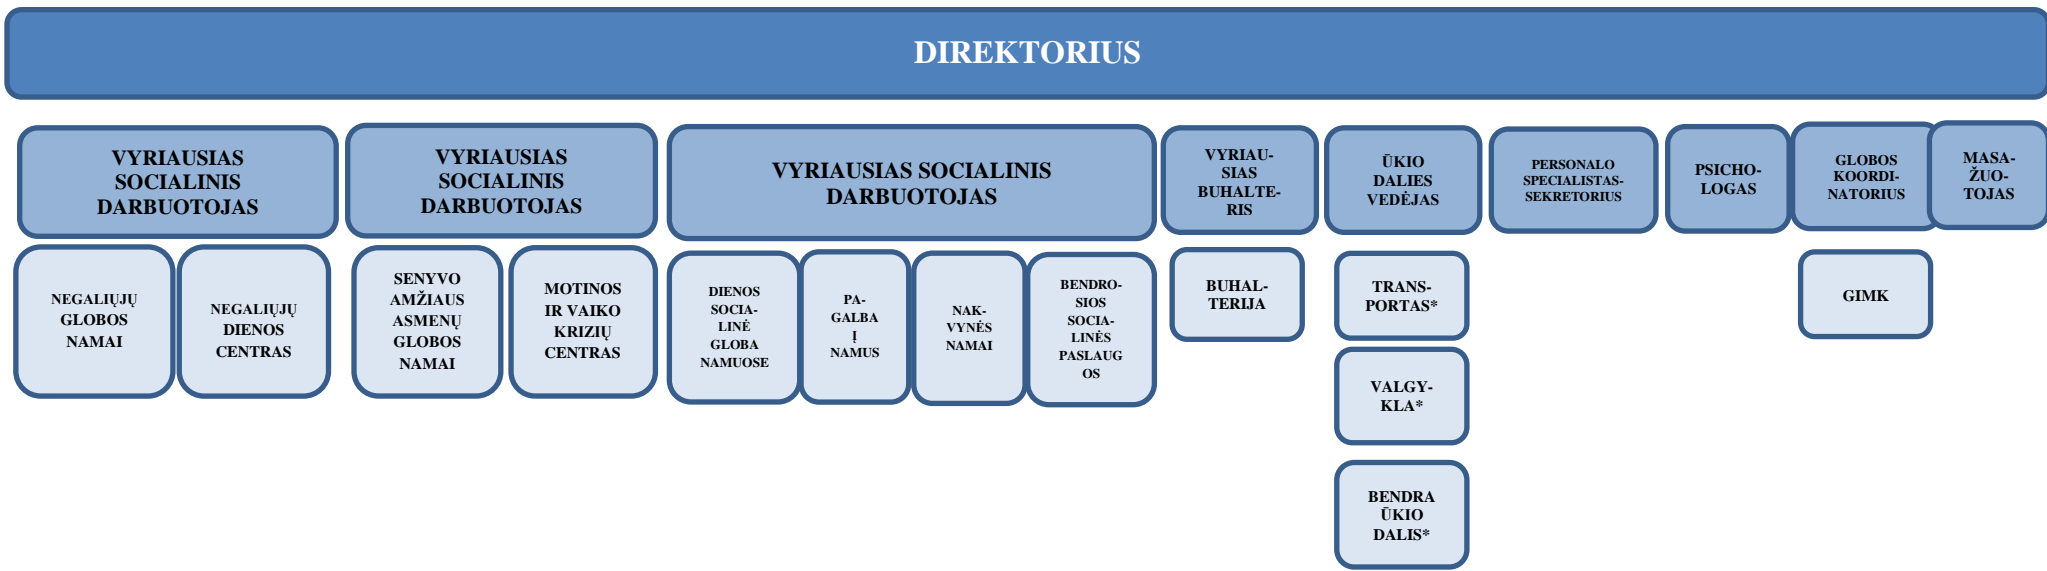 DIREKTORIUS
VYRIAUSIAS
SOCIALINIS
DARBUOTOJAS
VYRIAUSIAS
SOCIALINIS
DARBUOTOJAS
VYRIAUSIAS SOCIALINIS
DARBUOTOJAS
VYRIAU-
SIAS
BUHALTE-
RIS
ŪKIO
DALIES
VEDĖJAS
PERSONALO
SPECIALISTAS-
SEKRETORIUS
PSICHO-
LOGAS
GLOBOS
KOORDI-
NATORIUS
MASA-
ŽUO-
TOJAS
NEGALIŲJŲ
GLOBOS
NAMAI
NEGALIŲJŲ
DIENOS
CENTRAS
SENYVO
AMŽIAUS
ASMENŲ
GLOBOS
NAMAI
MOTINOS
IR VAIKO
KRIZIŲ
CENTRAS
DIENOS
SOCIA-
LINĖ
GLOBA
NAMUOSE
PA-
GALBA
Į
NAMUS
NAK-
VYNĖS
NAMAI
BENDRO-
SIOS
SOCIA-
LINĖS
PASLAUG
OS
BUHAL-
TERIJA
TRANS-
PORTAS*
VALGY-
KLA*
BENDRA
ŪKIO
DALIS*
GIMK